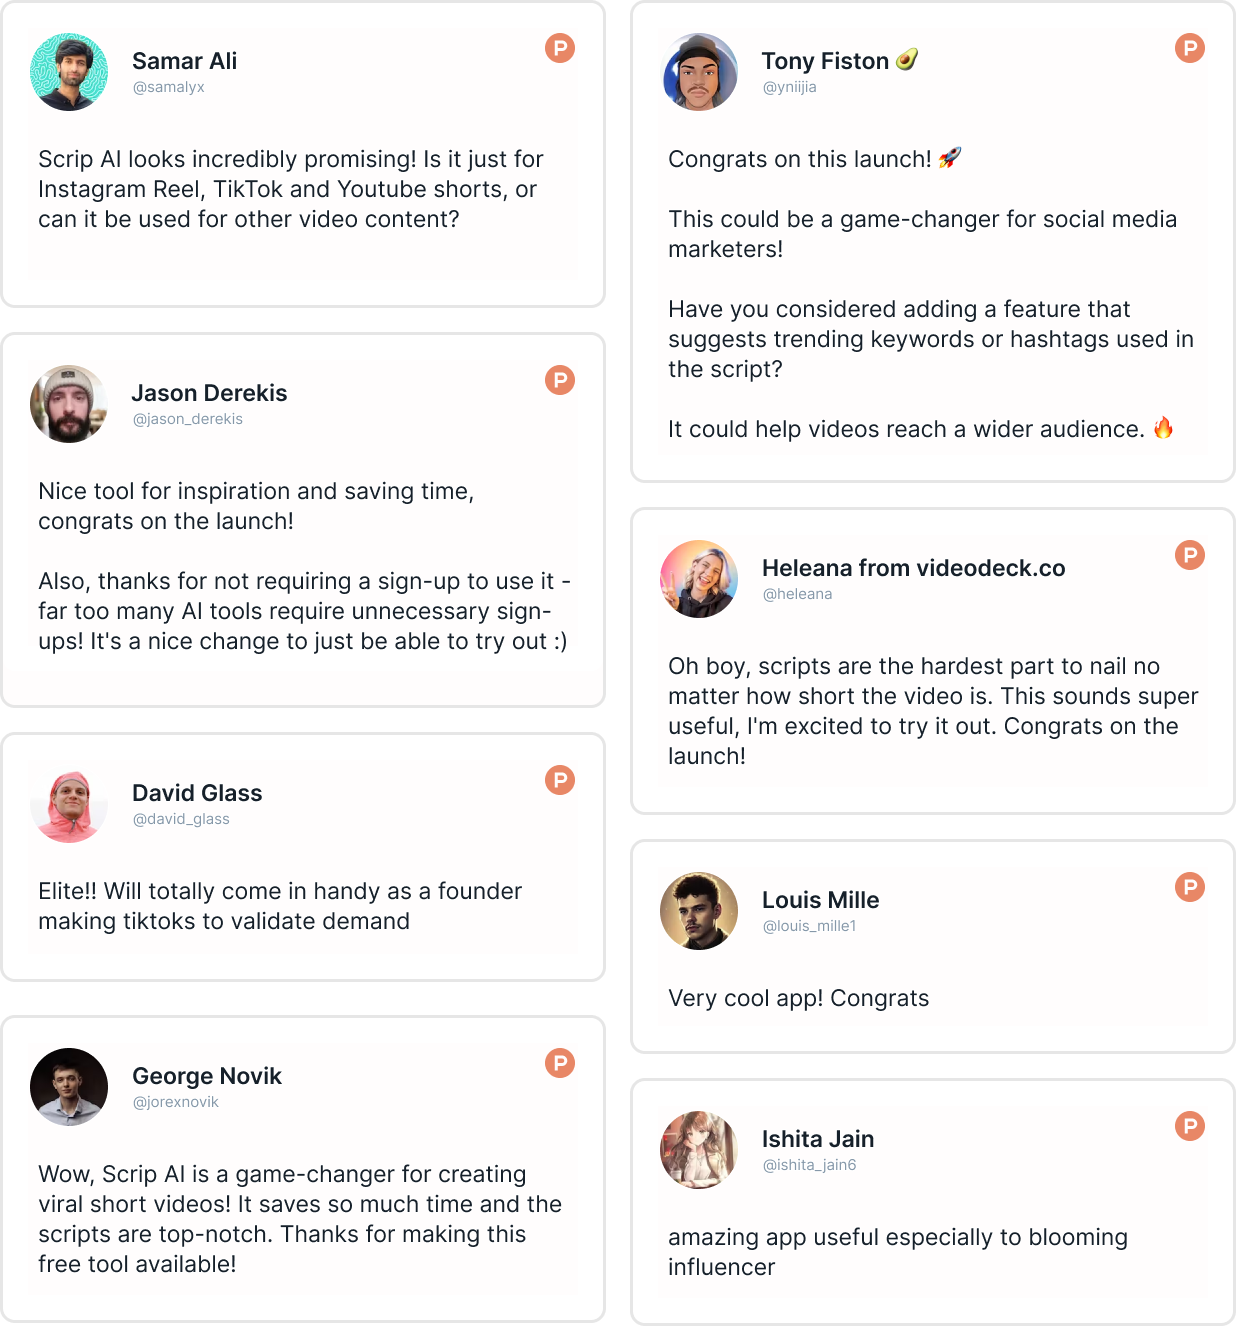 Samar Ali
@samalyx
P
Scrip AI looks incredibly promising! Is it just for
Instagram Reel, TikTok and Youtube shorts, or
can it be used for other video content?
Jason Derekis
@jason_derekis
P
Nice tool for inspiration and saving time,
congrats on the launch!
Also, thanks for not requiring a sign-up to use it -
far too many AI tools require unnecessary sign-
ups! It's a nice change to just be able to try out :)
David Glass
@david_glass
P
Elite!! Will totally come in handy as a founder
making tiktoks to validate demand
George Novik
@jorexnovik
P
Wow, Scrip AI is a game-changer for creating
viral short videos! It saves so much time and the
scripts are top-notch. Thanks for making this
free tool available!
Tony Fiston 🥑
@yniijia
P
Congrats on this launch! 🚀
This could be a game-changer for social media
marketers!
Have you considered adding a feature that
suggests trending keywords or hashtags used in
the script?
It could help videos reach a wider audience. 🔥
Heleana from videodeck.co
@heleana
P
Oh boy, scripts are the hardest part to nail no
matter how short the video is. This sounds super
useful, I'm excited to try it out. Congrats on the
launch!
Louis Mille
@louis_mille1
P
Very cool app! Congrats
Ishita Jain
@ishita_jain6
P
amazing app useful especially to blooming
influencer